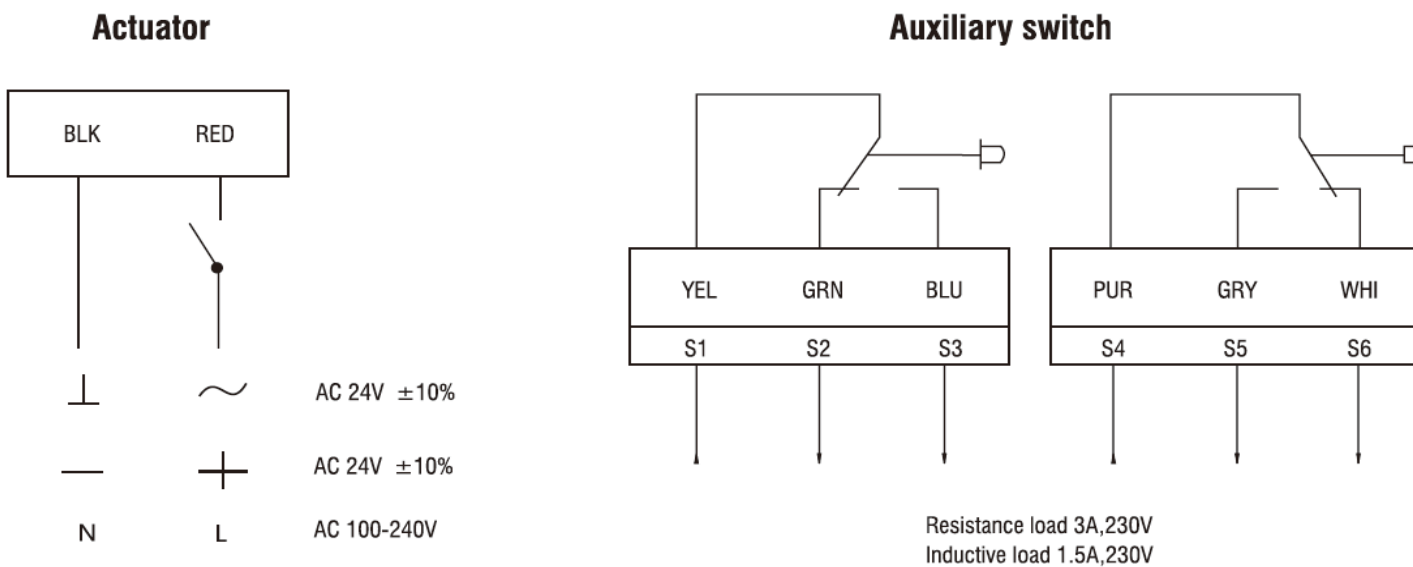 Actuator
Auxiliary switch
BLK RED
YEL GRN BLU
S1 S2 S3
PUR GRY WHI
S4 S5 S6
AC 24V ±10%
AC 24V ±10%
N L AC 100-240V
Resistance load 3A,230V
Inductive load 1.5A,230V